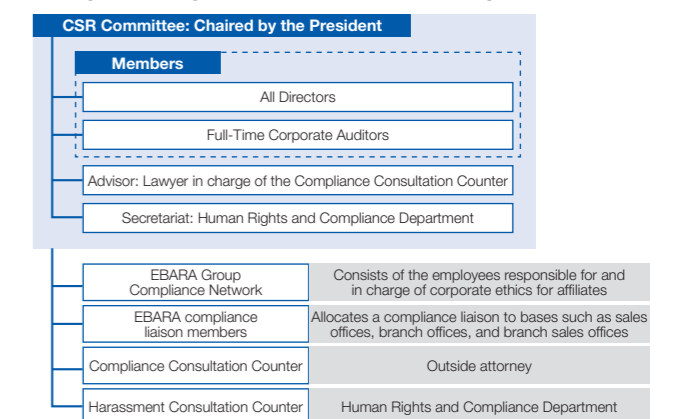 CSR Committee: Chaired by the President
Members
All Directors
Full-Time Corporate Auditors
Advisor: Lawyer in charge of the Compliance Consultation Counter
Secretariat: Human Rights and Compliance Department
EBARA Group
Compliance Network
Consists of the employees responsible for and
in charge of corporate ethics for affiliates
EBARA compliance
liaison members
Allocates a compliance liaison to bases such as sales
offices, branch offices, and branch sales offices
Compliance Consultation Counter
Outside attorney
Harassment Consultation Counter
Human Rights and Compliance Department